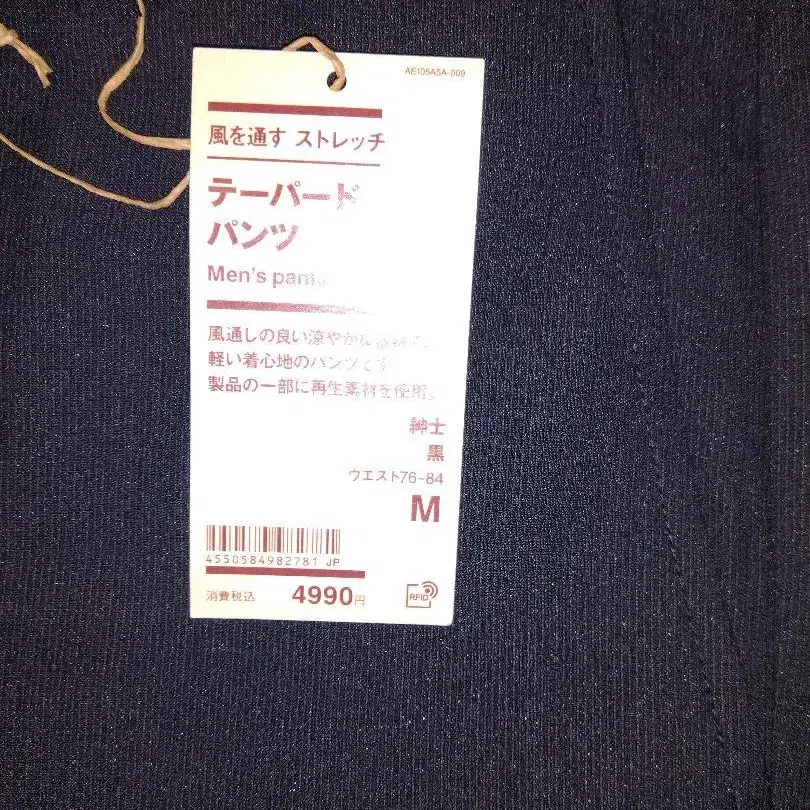 AE105A5A-009
風を通す ストレッチ
テーパード
パンツ
Men's pants
風通しの良い涼やかな素材で、
軽い着心地のパンツです
製品の一部に再生素材を使用。
紳士
黒
ウエスト76-84
M
4550584982781 JP
消費税込 4990円
RFID